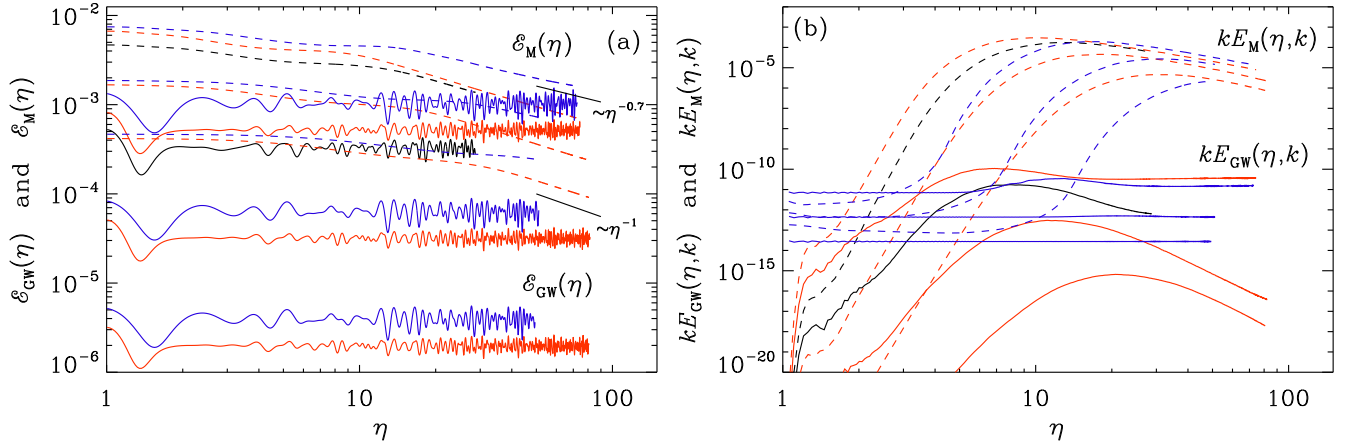 ℰ_GW(η) and ℰ_M(η)
10⁻²
10⁻³
10⁻⁴
10⁻⁵
10⁻⁶
ℰ_M(η)
(a)
~η⁻⁰·⁷
~η⁻¹
ℰ_GW(η)
1 10 100
η
kE_GW(η,k) and kE_M(η,k)
10⁻⁵
10⁻¹⁰
10⁻¹⁵
10⁻²⁰
(b)
kE_M(η,k)
kE_GW(η,k)
1 10 100
η